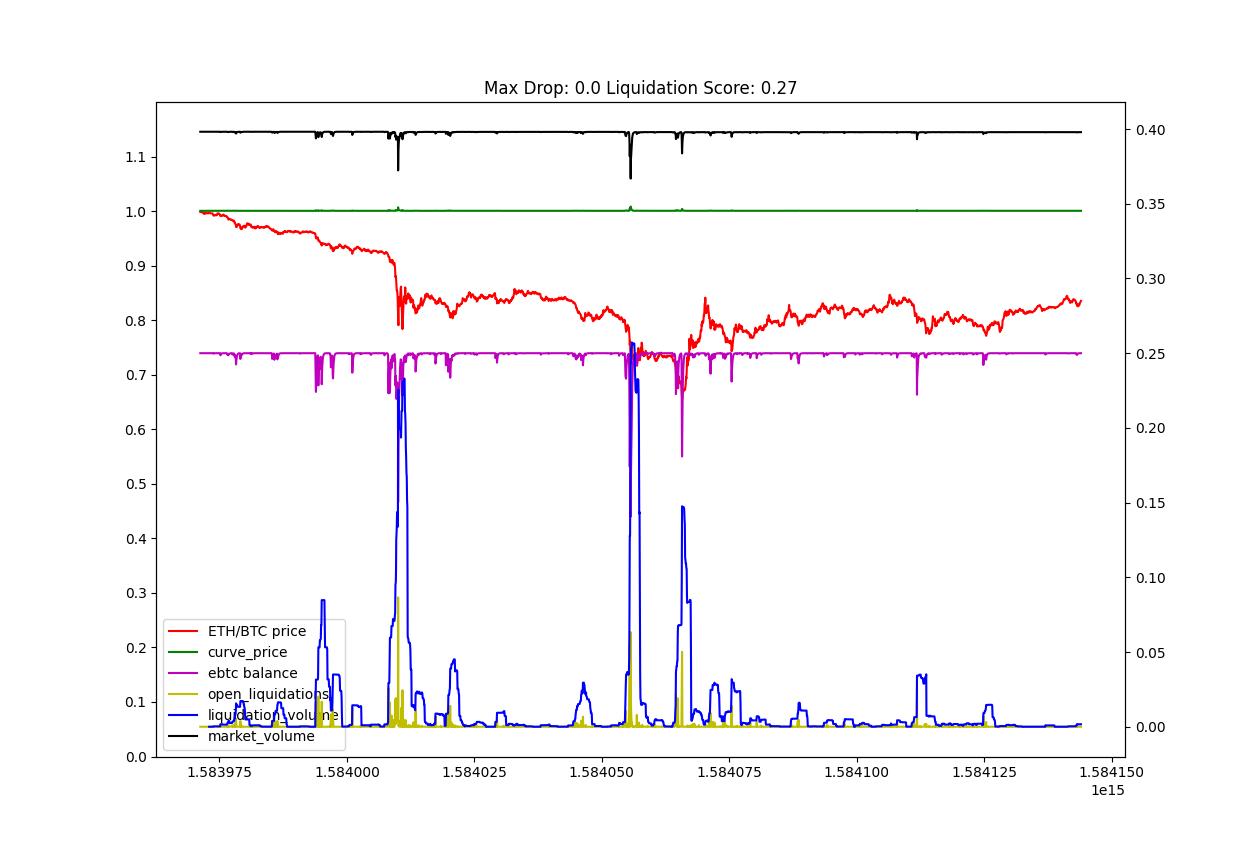 Max Drop: 0.0 Liquidation Score: 0.27
1.1
1.0
0.9
0.8
0.7
0.6
0.5
0.4
0.3
0.2
0.1
0.0
0.40
0.35
0.30
0.25
0.20
0.15
0.10
0.05
0.00
ETH/BTC price
curve_price
ebtc balance
open_liquidations
liquidation_volume
market_volume
1.583975 1.584000 1.584025 1.584050 1.584075 1.584100 1.584125 1.584150
1e15